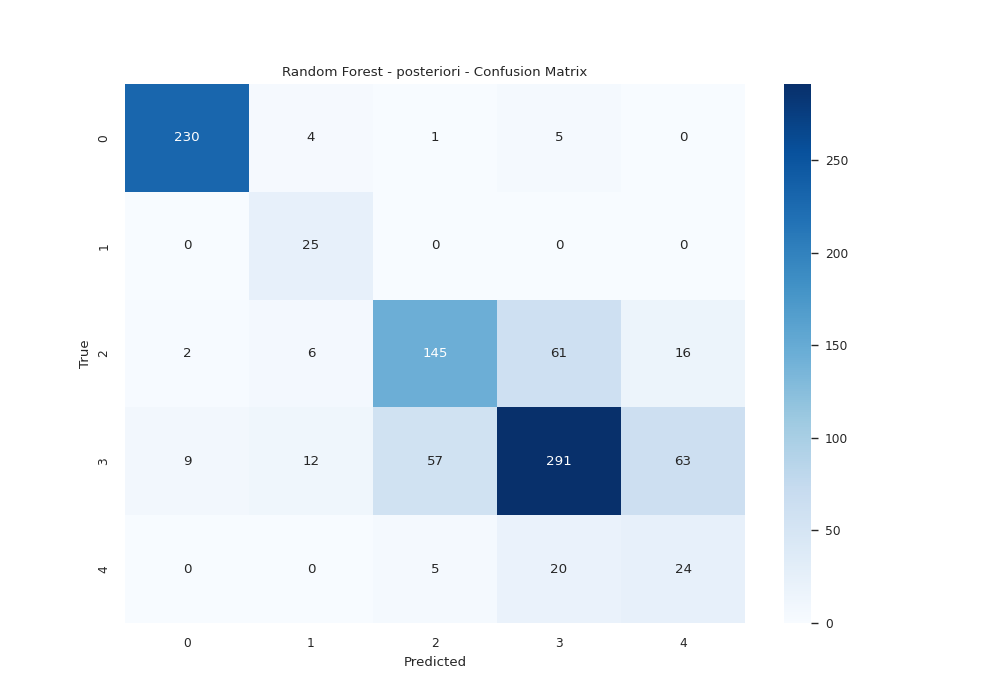 Random Forest - posteriori - Confusion Matrix
0 230 4 1 5 0
1 0 25 0 0 0
2 2 6 145 61 16
3 9 12 57 291 63
4 0 0 5 20 24
0 1 2 3 4
Predicted
True
250
200
150
100
50
0